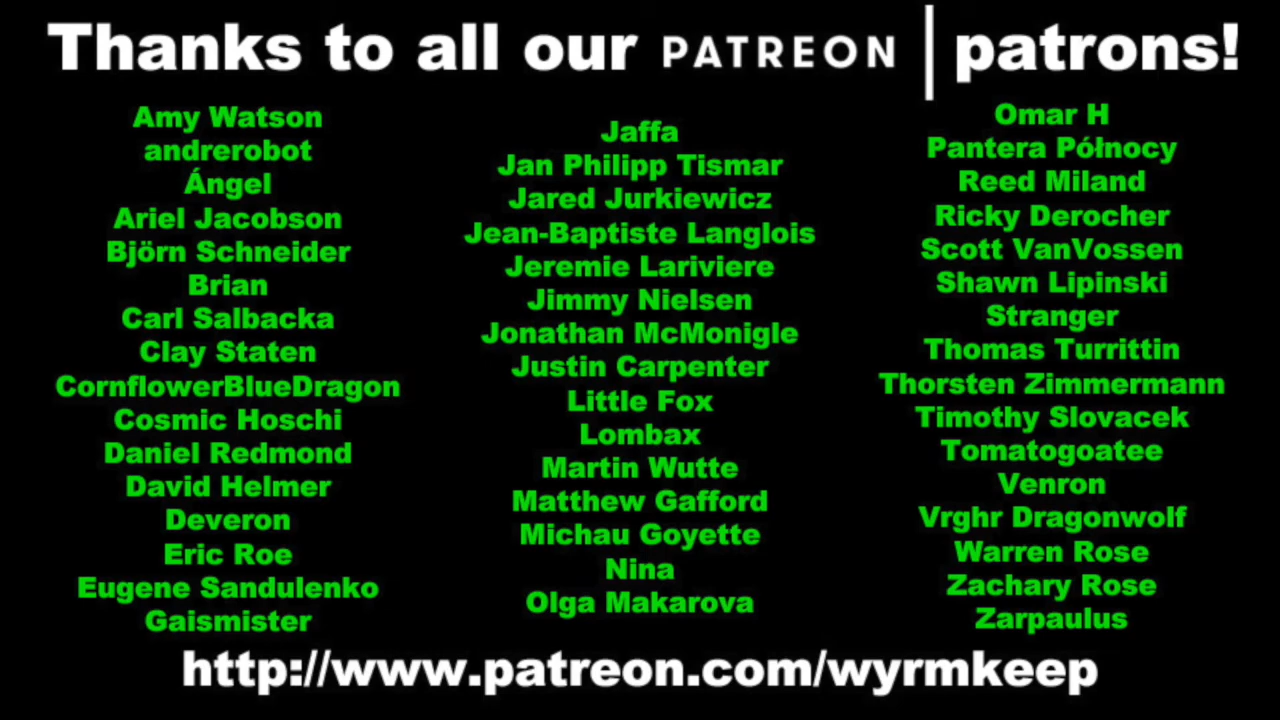 Thanks to all our PATREON | patrons!
Amy Watson
andrerobot
Ángel
Ariel Jacobson
Björn Schneider
Brian
Carl Salbacka
Clay Staten
CornflowerBlueDragon
Cosmic Hoschi
Daniel Redmond
David Helmer
Deveron
Eric Roe
Eugene Sandulenko
Gaismister
Jaffa
Jan Philipp Tismar
Jared Jurkiewicz
Jean-Baptiste Langlois
Jeremie Lariviere
Jimmy Nielsen
Jonathan McMonigle
Justin Carpenter
Little Fox
Lombax
Martin Wutte
Matthew Gafford
Michau Goyette
Nina
Olga Makarova
Omar H
Pantera Północy
Reed Miland
Ricky Derocher
Scott VanVossen
Shawn Lipinski
Stranger
Thomas Turrittin
Thorsten Zimmermann
Timothy Slovacek
Tomatogoatee
Venron
Vrghr Dragonwolf
Warren Rose
Zachary Rose
Zarpaulus
http://www.patreon.com/wyrmkeep